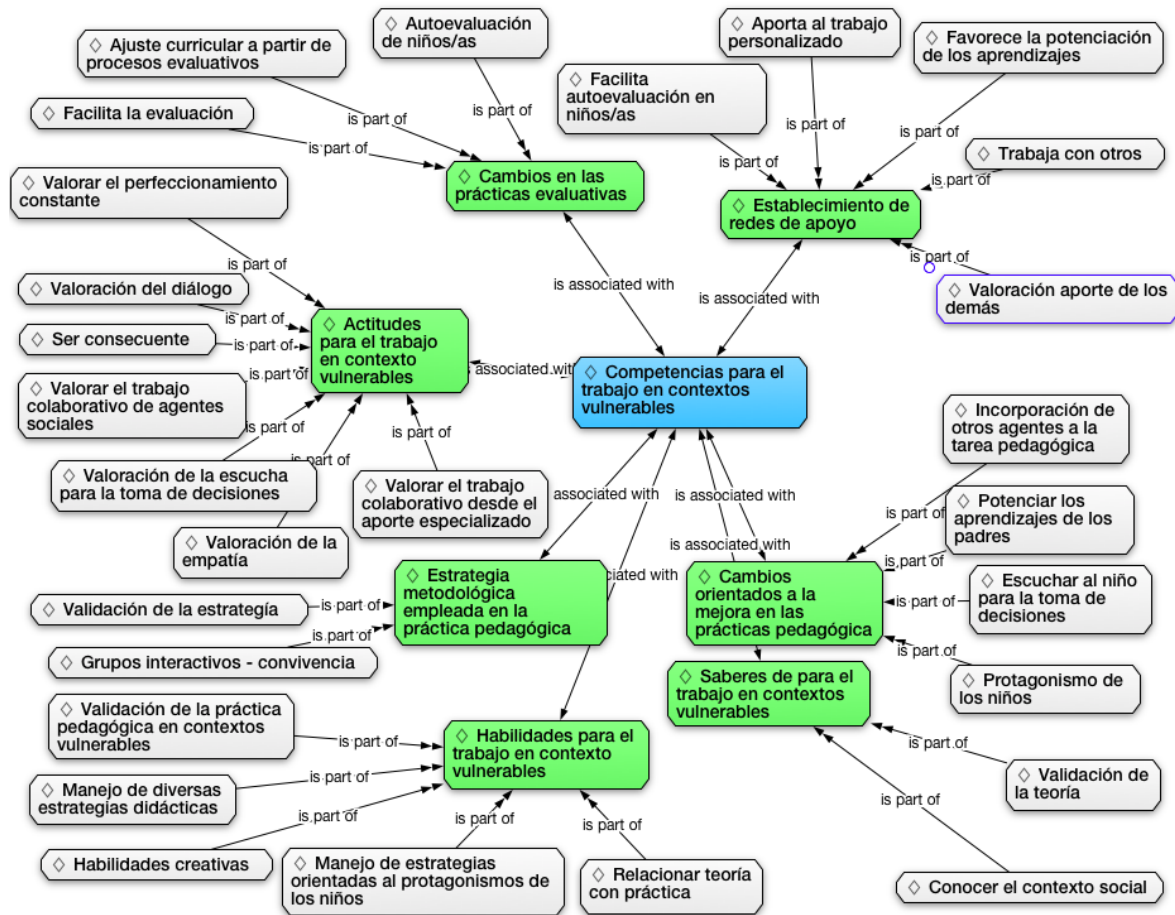 ◇ Ajuste curricular a partir de
procesos evaluativos
◇ Autoevaluación
de niños/as
◇ Aporta al trabajo
personalizado
◇ Favorece la potenciación
de los aprendizajes
◇ Facilita
autoevaluación en
niños/as
◇ Facilita la evaluación
is part of
is part of
is part of
is part of
is part of
is part of
◇ Trabaja con otros
is part of
is part of
◇ Cambios en las
prácticas evaluativas
◇ Valorar el perfeccionamiento
constante
◇ Establecimiento de
redes de apoyo
is part of
◇ Valoración aporte de los
demás
is part of
is associated with
is associated with
◇ Valoración del diálogo
is part of
◇ Ser consecuente
is part of
◇ Actitudes
para el trabajo
en contexto
vulnerables
is associated with
◇ Competencias para el
trabajo en contextos
vulnerables
◇ Valorar el trabajo
colaborativo de agentes
sociales
is part of
is part of
is part of
is part of
◇ Valoración de la escucha
para la toma de decisiones
◇ Valorar el trabajo
colaborativo desde el
aporte especializado
◇ Valoración de la
empatía
◇ Incorporación de
otros agentes a la
tarea pedagógica
associated with
is associated with
is associated with
is part of
◇ Potenciar los
aprendizajes de los
padres
is part of
◇ Estrategia
metodológica
empleada en la
práctica pedagógica
ociated with
◇ Cambios
orientados a la
mejora en las
prácticas pedagógica
◇ Escuchar al niño
para la toma de
decisiones
is part of
◇ Validación de la estrategía
is part of
◇ Grupos interactivos - convivencia
is part of
is part of
◇ Protagonismo de
los niños
◇ Saberes de para el
trabajo en contextos
vulnerables
◇ Validación de la práctica
pedagógica en contextos
vulnerables
is part of
◇ Habilidades para el
trabajo en contexto
vulnerables
is part of
◇ Validación de
la teoría
◇ Manejo de diversas
estrategias didácticas
is part of
is part of
◇ Habilidades creativas
is part of
is part of
is part of
◇ Manejo de estrategias
orientadas al protagonismos de
los niños
◇ Relacionar teoría
con práctica
◇ Conocer el contexto social